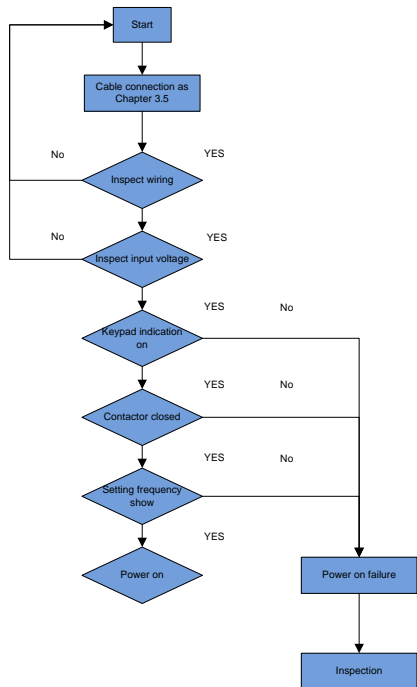 Start
Cable connection as
Chapter 3.5
No
YES
Inspect wiring
No
YES
Inspect input voltage
YES
No
Keypad indication
on
YES
No
Contactor closed
YES
No
Setting frequency
show
YES
Power on
Power on failure
Inspection